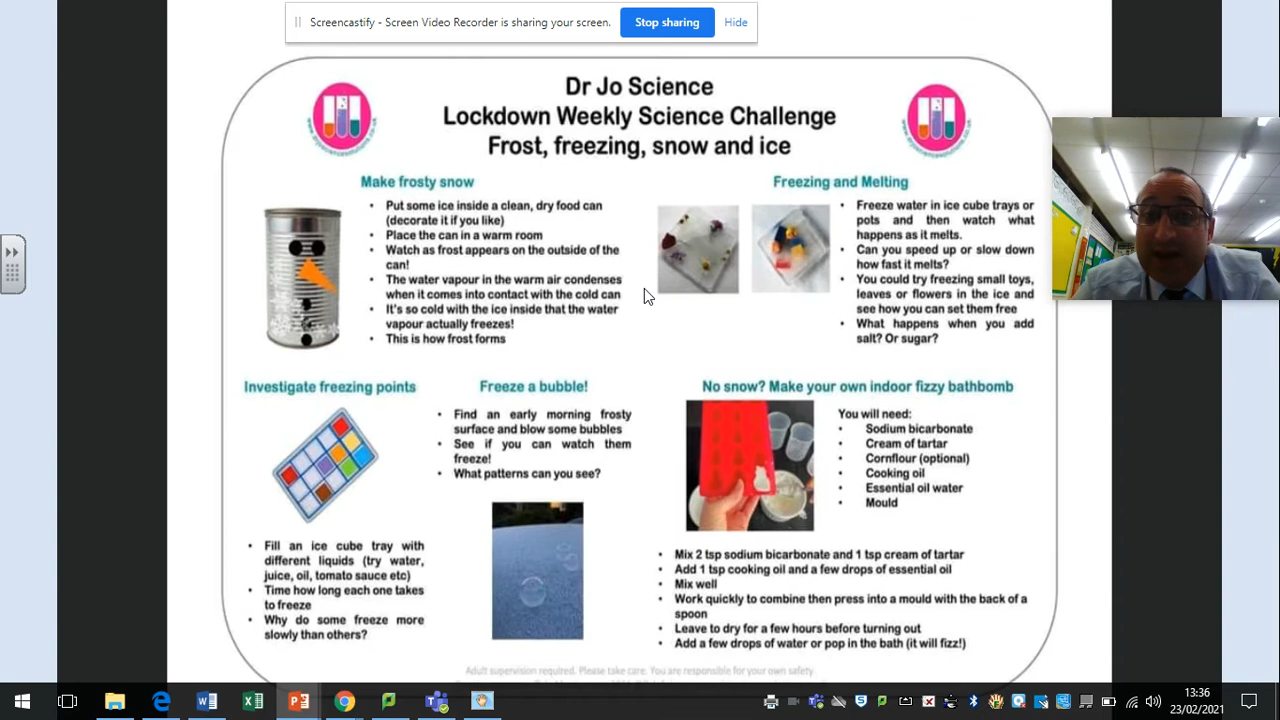 Screencastify - Screen Video Recorder is sharing your screen.
Stop sharing
Hide
Dr Jo Science
Lockdown Weekly Science Challenge
Frost, freezing, snow and ice
Make frosty snow
• Put some ice inside a clean, dry food can
(decorate it if you like)
• Place the can in a warm room
• Watch as frost appears on the outside of the
can!
• The water vapour in the warm air condenses
when it comes into contact with the cold can
• It's so cold with the ice inside that the water
vapour actually freezes!
• This is how frost forms
Freezing and Melting
• Freeze water in ice cube trays or
pots and then watch what
happens as it melts.
• Can you speed up or slow down
how fast it melts?
• You could try freezing small toys,
leaves or flowers in the ice and
see how you can set them free
• What happens when you add
salt? Or sugar?
Investigate freezing points
• Fill an ice cube tray with
different liquids (try water,
juice, oil, tomato sauce etc)
• Time how long each one takes
to freeze
• Why do some freeze more
slowly than others?
Freeze a bubble!
• Find an early morning frosty
surface and blow some bubbles
• See if you can watch them
freeze!
• What patterns can you see?
No snow? Make your own indoor fizzy bathbomb
You will need:
• Sodium bicarbonate
• Cream of tartar
• Cornflour (optional)
• Cooking oil
• Essential oil water
• Mould
• Mix 2 tsp sodium bicarbonate and 1 tsp cream of tartar
• Add 1 tsp cooking oil and a few drops of essential oil
• Mix well
• Work quickly to combine then press into a mould with the back of a
spoon
• Leave to dry for a few hours before turning out
• Add a few drops of water or pop in the bath (it will fizz!)
Adult supervision required. Please take care. You are responsible for your own safety.
13:36
23/02/2021